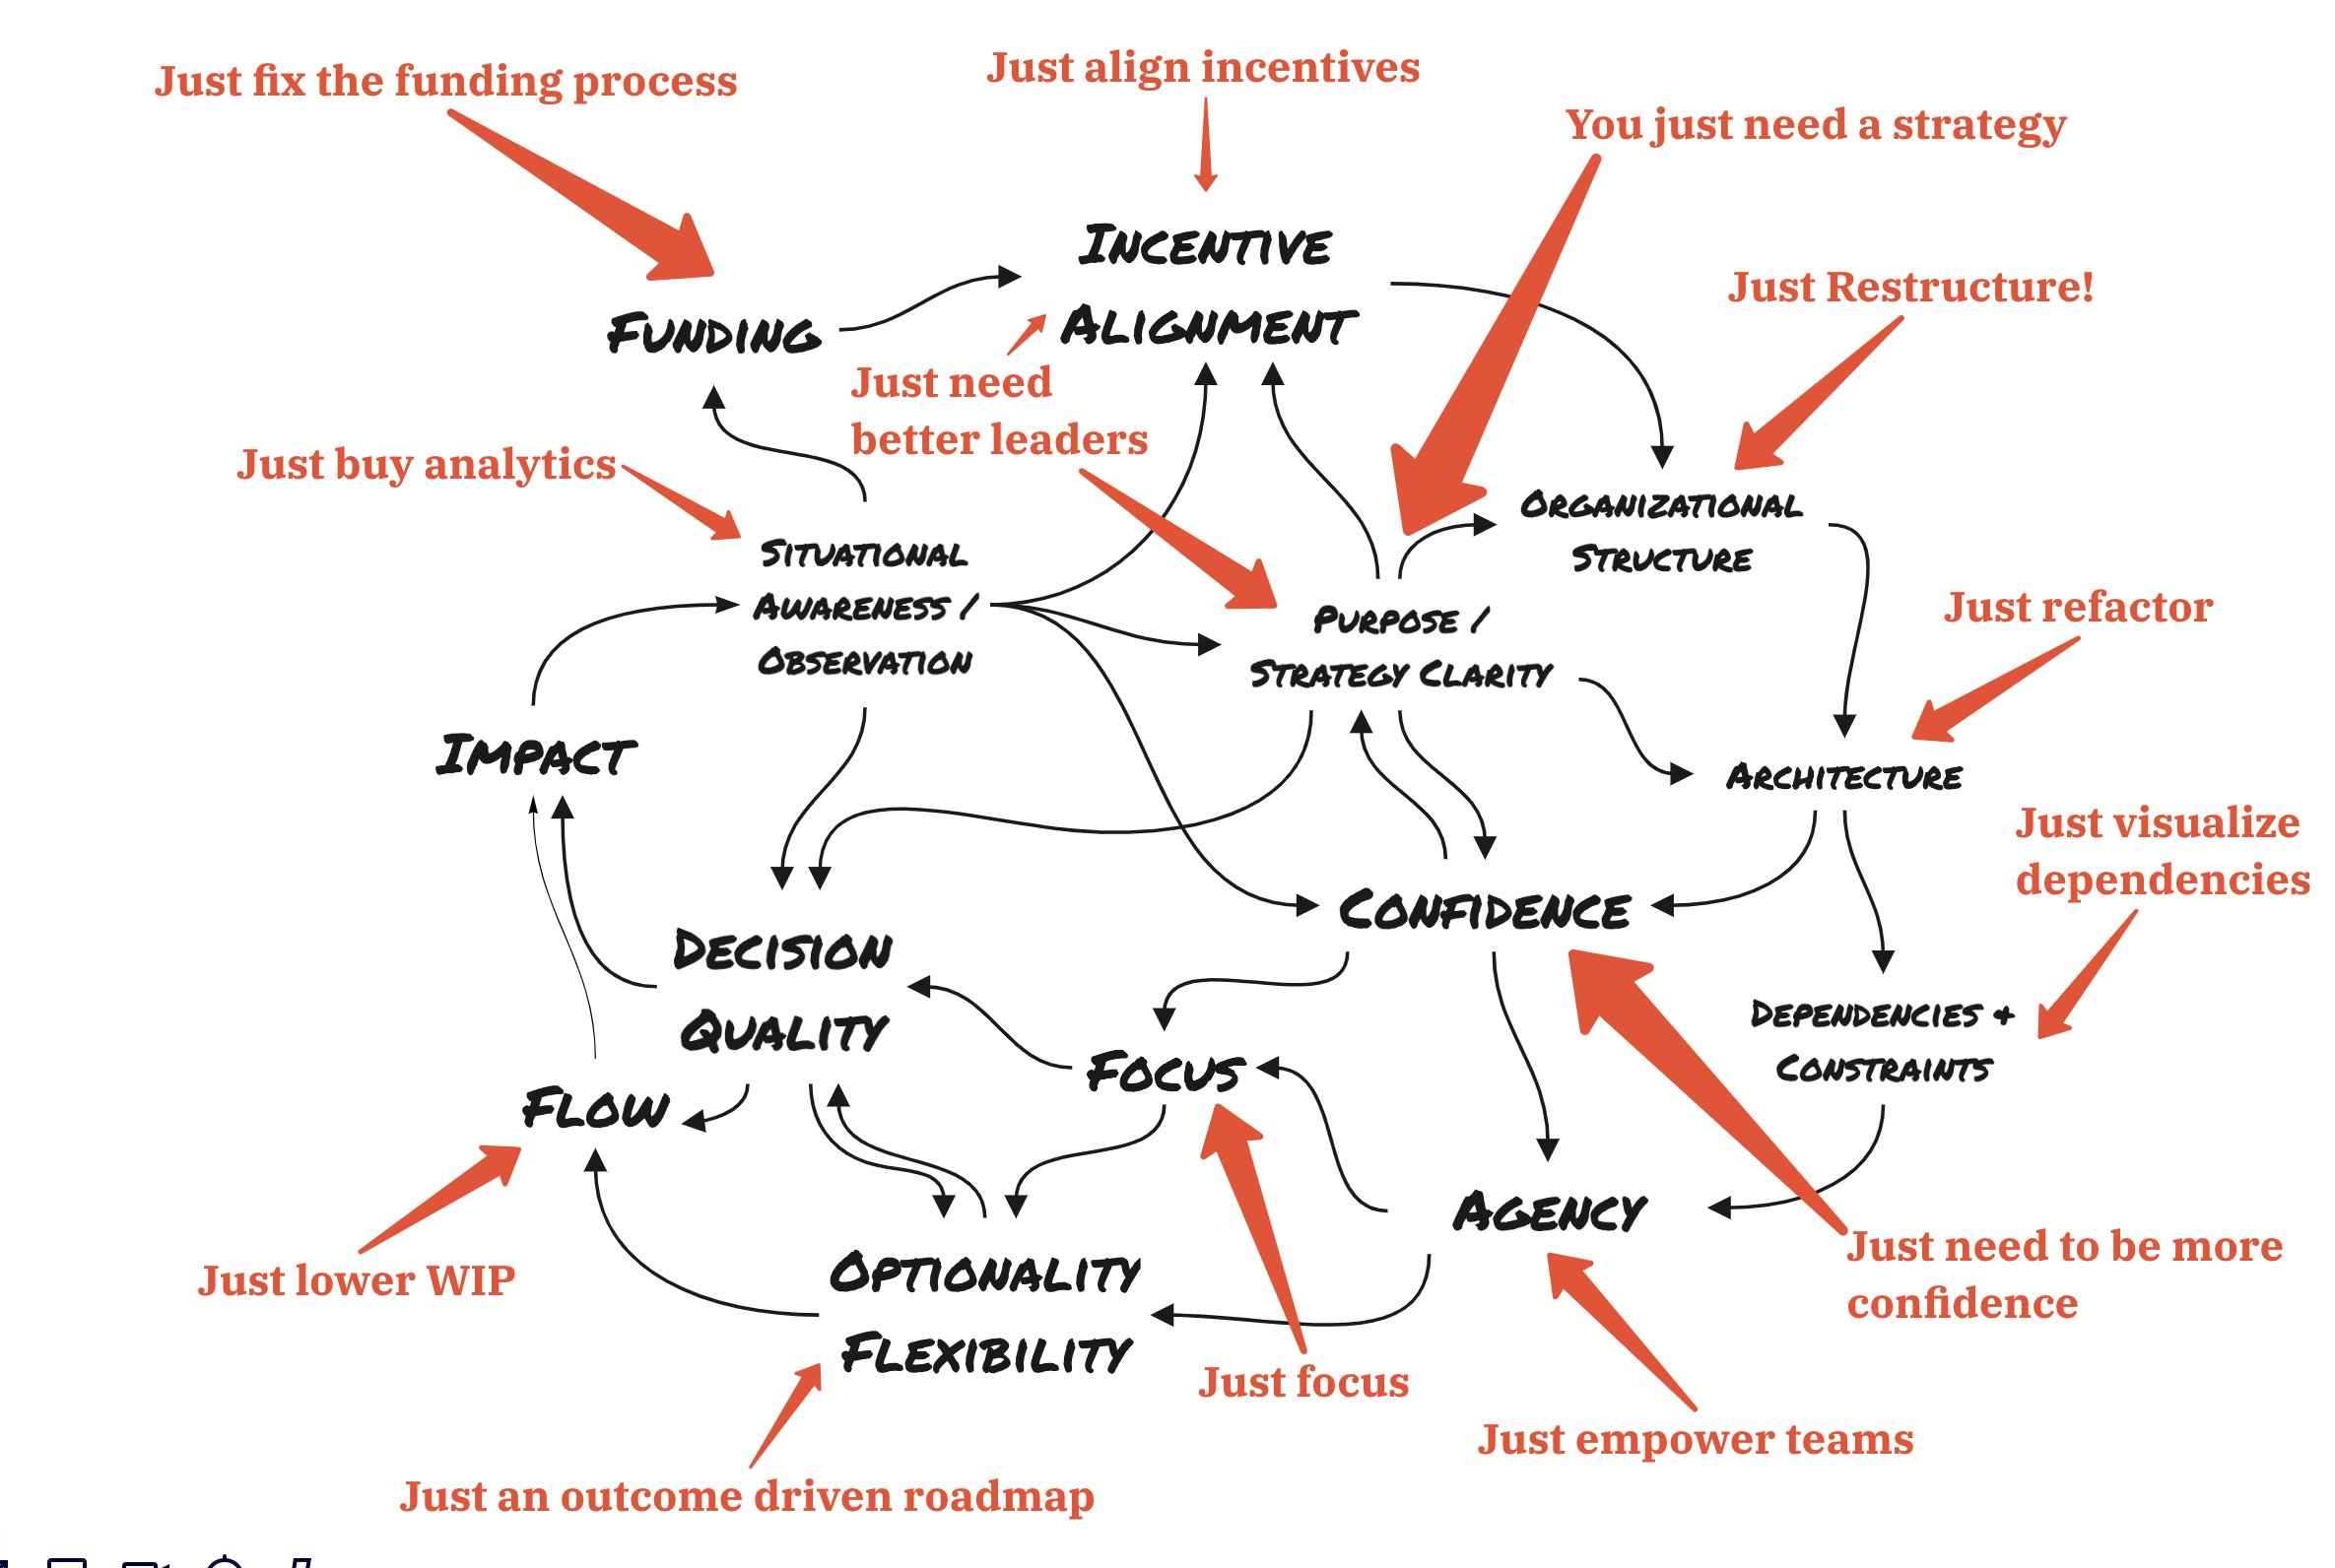 Just fix the funding process
Just align incentives
You just need a strategy
INCENTIVE
ALIGNMENT
Just Restructure!
FUNDING
Just need
better leaders
Just buy analytics
ORGANIZATIONAL
STRUCTURE
SITUATIONAL
AWARENESS /
OBSERVATION
PURPOSE /
STRATEGY CLARITY
Just refactor
IMPACT
ARCHITECTURE
Just visualize
dependencies
CONFIDENCE
DECISION
QUALITY
DEPENDENCIES +
CONSTRAINTS
FOCUS
FLOW
AGENCY
Just lower WIP
OPTIONALITY
FLEXIBILITY
Just need to be more
confidence
Just focus
Just empower teams
Just an outcome driven roadmap